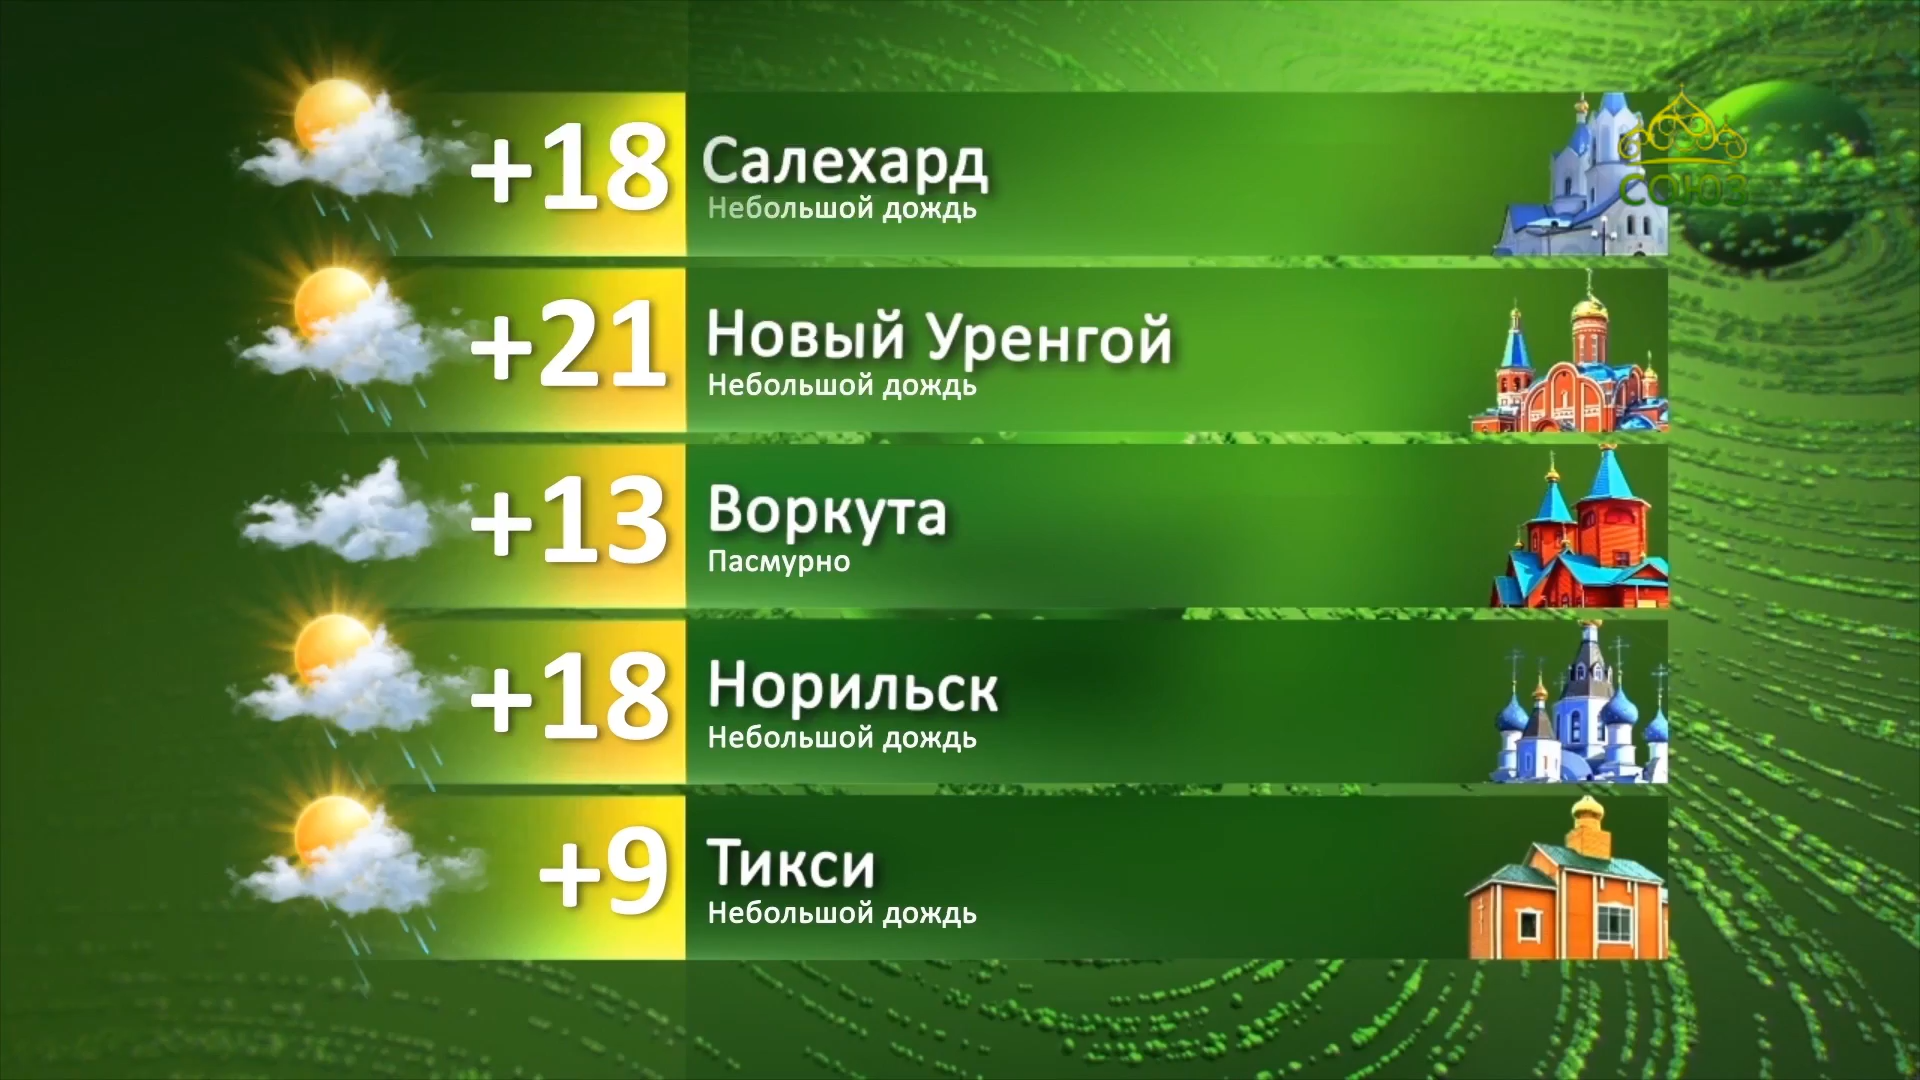 +18
Салехард
Небольшой дождь
СОЮЗ
+21
Новый Уренгой
Небольшой дождь
+13
Воркута
Пасмурно
+18
Норильск
Небольшой дождь
+9
Тикси
Небольшой дождь